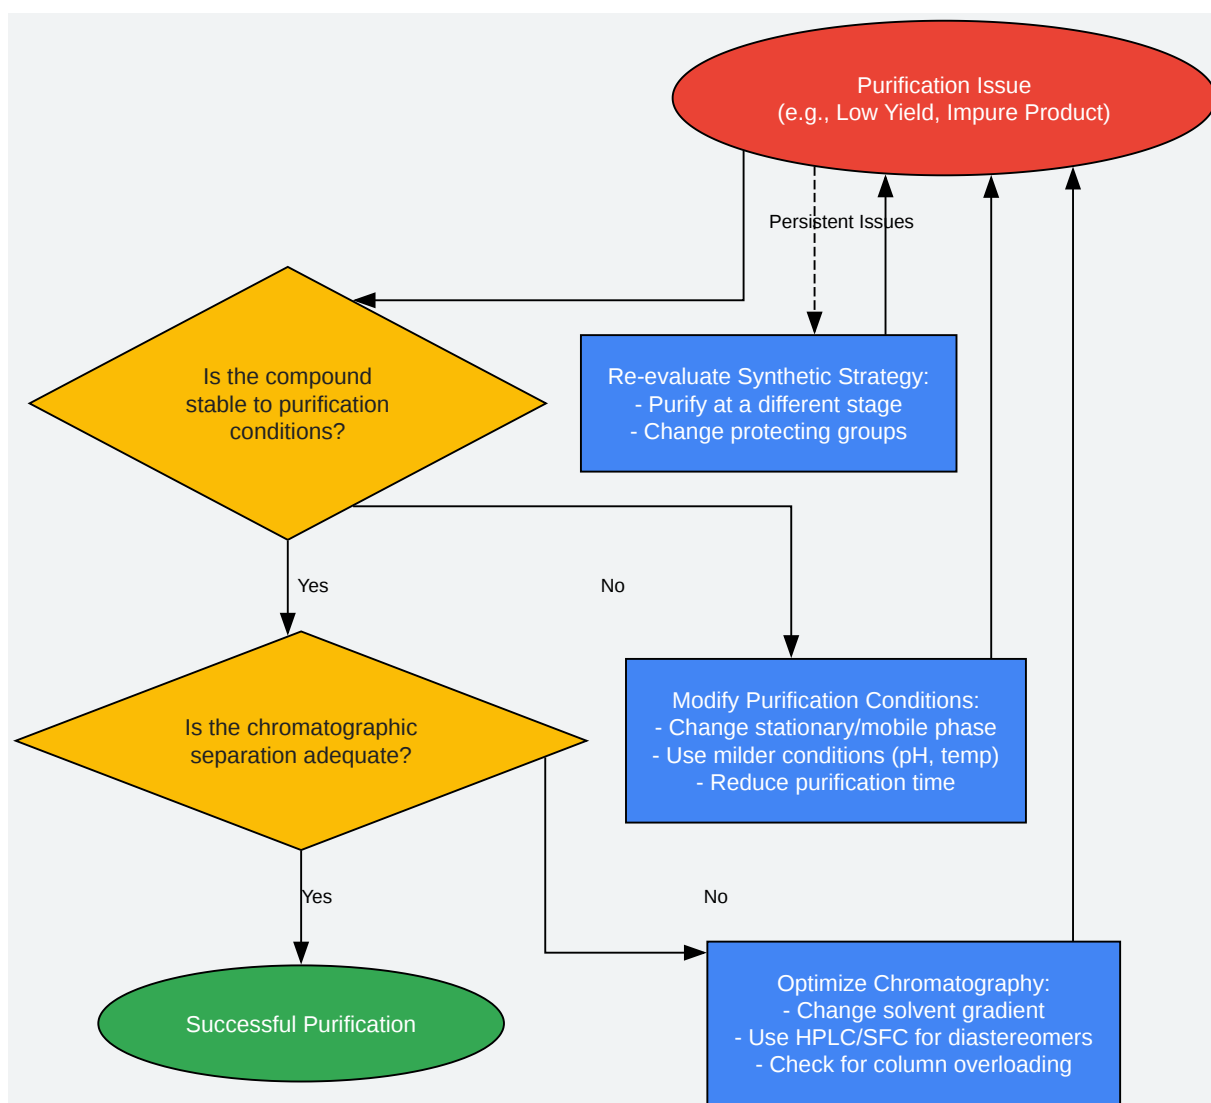 Purification Issue
(e.g., Low Yield, Impure Product)
Persistent Issues
Is the compound
stable to purification
conditions?
Re-evaluate Synthetic Strategy:
- Purify at a different stage
- Change protecting groups
Yes
No
Modify Purification Conditions:
- Change stationary/mobile phase
- Use milder conditions (pH, temp)
- Reduce purification time
Is the chromatographic
separation adequate?
Yes
No
Successful Purification
Optimize Chromatography:
- Change solvent gradient
- Use HPLC/SFC for diastereomers
- Check for column overloading